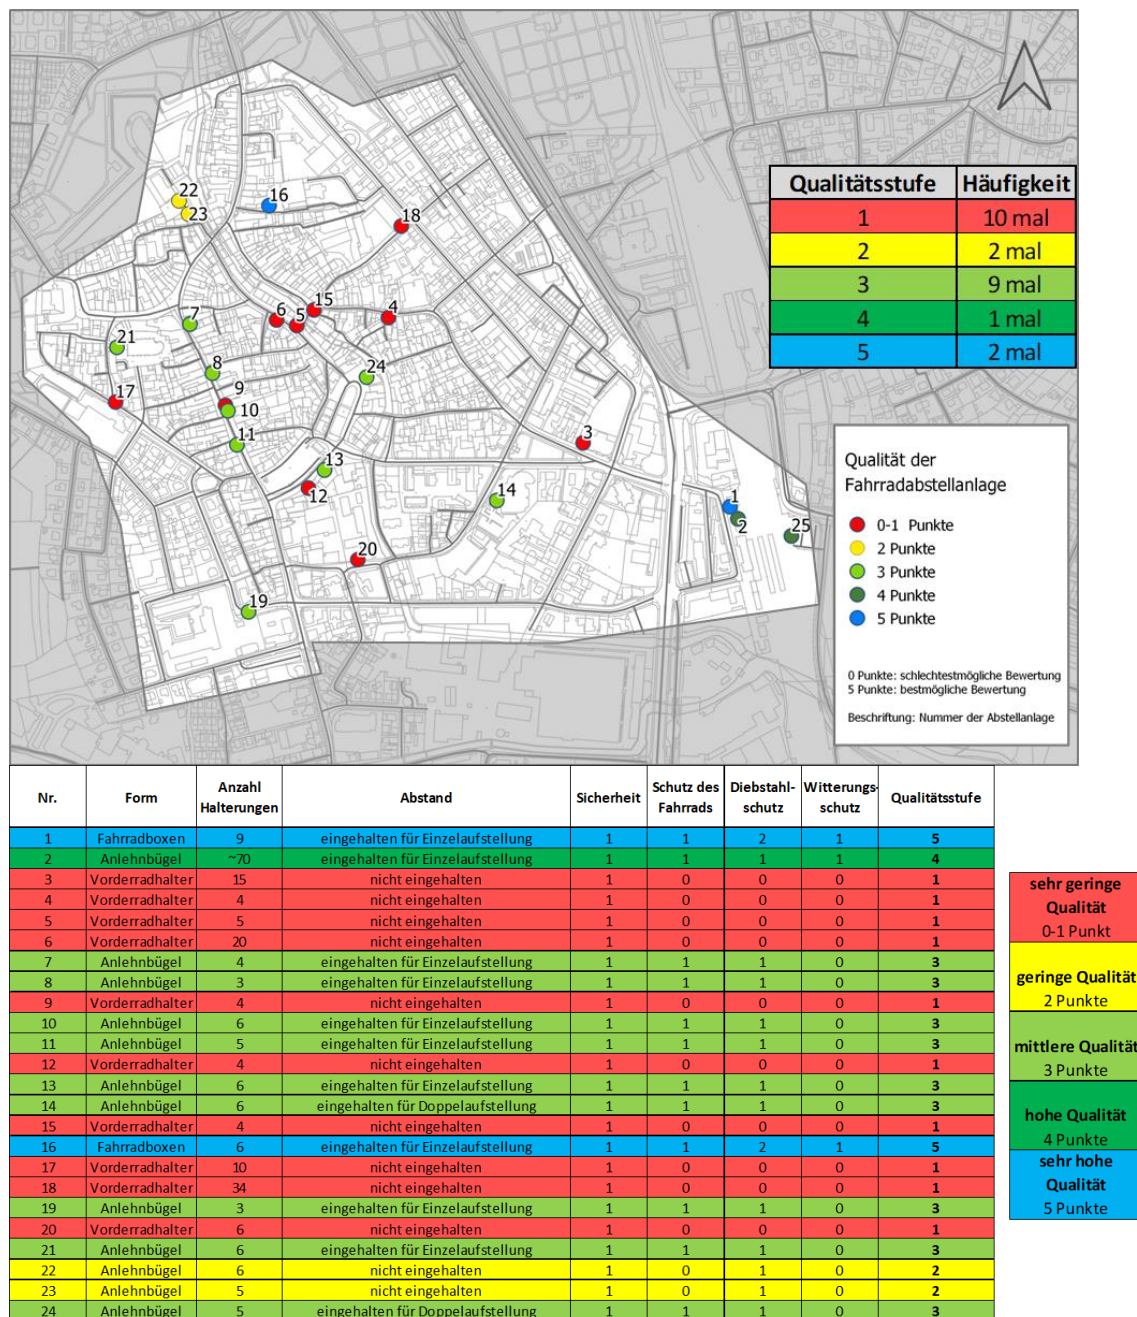 22
23
16
18
Qualitätsstufe Häufigkeit
1 10 mal
2 2 mal
3 9 mal
4 1 mal
5 2 mal
15
6
5
4
7
21
8
24
17
9
10
11
3
13
12
14
1
2
25
20
19
Qualität der
Fahrradabstellanlage
0-1 Punkte
2 Punkte
3 Punkte
4 Punkte
5 Punkte
0 Punkte: schlechtestmögliche Bewertung
5 Punkte: bestmögliche Bewertung
Beschriftung: Nummer der Abstellanlage
Nr. Form Anzahl Halterungen Abstand Sicherheit Schutz des Fahrrads Diebstahl-schutz Witterungs-schutz Qualitätsstufe
1 Fahrradboxen 9 eingehalten für Einzelaufstellung 1 1 2 1 5
2 Anlehnbügel ~70 eingehalten für Einzelaufstellung 1 1 1 1 4
3 Vorderradhalter 15 nicht eingehalten 1 0 0 0 1
4 Vorderradhalter 4 nicht eingehalten 1 0 0 0 1
5 Vorderradhalter 5 nicht eingehalten 1 0 0 0 1
6 Vorderradhalter 20 nicht eingehalten 1 0 0 0 1
7 Anlehnbügel 4 eingehalten für Einzelaufstellung 1 1 1 0 3
8 Anlehnbügel 3 eingehalten für Einzelaufstellung 1 1 1 0 3
9 Vorderradhalter 4 nicht eingehalten 1 0 0 0 1
10 Anlehnbügel 6 eingehalten für Einzelaufstellung 1 1 1 0 3
11 Anlehnbügel 5 eingehalten für Einzelaufstellung 1 1 1 0 3
12 Vorderradhalter 4 nicht eingehalten 1 0 0 0 1
13 Anlehnbügel 6 eingehalten für Einzelaufstellung 1 1 1 0 3
14 Anlehnbügel 6 eingehalten für Doppelaufstellung 1 1 1 0 3
15 Vorderradhalter 4 nicht eingehalten 1 0 0 0 1
16 Fahrradboxen 6 eingehalten für Einzelaufstellung 1 1 2 1 5
17 Vorderradhalter 10 nicht eingehalten 1 0 0 0 1
18 Vorderradhalter 34 nicht eingehalten 1 0 0 0 1
19 Anlehnbügel 3 eingehalten für Einzelaufstellung 1 1 1 0 3
20 Vorderradhalter 6 nicht eingehalten 1 0 0 0 1
21 Anlehnbügel 6 eingehalten für Einzelaufstellung 1 1 1 0 3
22 Anlehnbügel 6 nicht eingehalten 1 0 1 0 2
23 Anlehnbügel 5 nicht eingehalten 1 0 1 0 2
24 Anlehnbügel 5 eingehalten für Doppelaufstellung 1 1 1 0 3
sehr geringe
Qualität
0-1 Punkt
geringe Qualität
2 Punkte
mittlere Qualität
3 Punkte
hohe Qualität
4 Punkte
sehr hohe
Qualität
5 Punkte